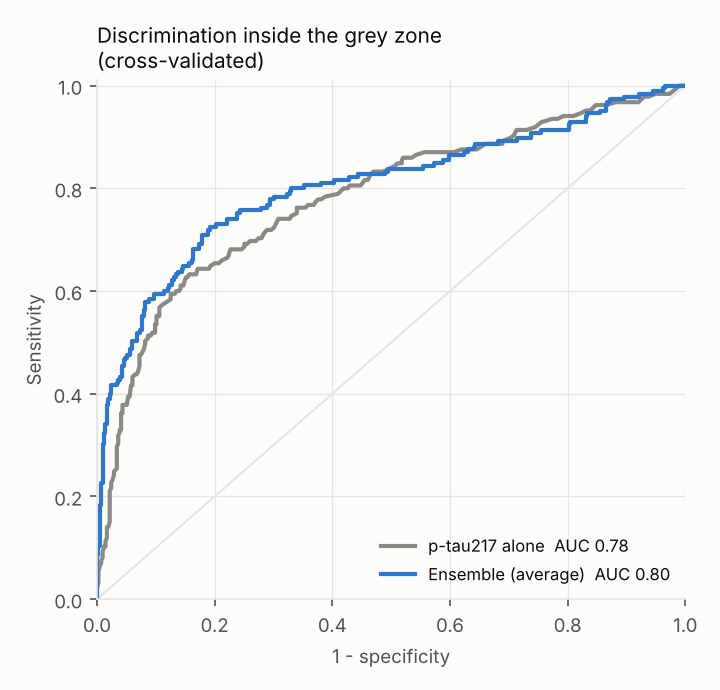 Discrimination inside the grey zone
(cross-validated)
1.0
0.8
0.6
0.4
0.2
0.0
Sensitivity
p-tau217 alone  AUC 0.78
Ensemble (average)  AUC 0.80
0.0 0.2 0.4 0.6 0.8 1.0
1 - specificity